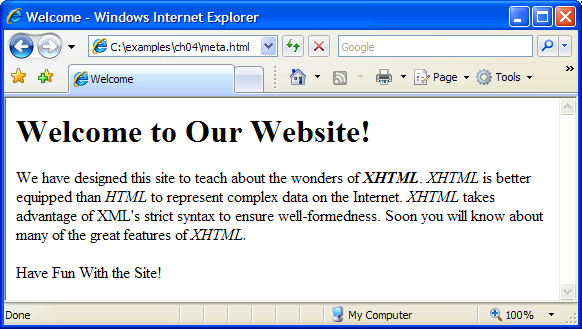 Welcome - Windows Internet Explorer
C:\examples\ch04\meta.html
Google
Welcome
Page
Tools
Welcome to Our Website!
We have designed this site to teach about the wonders of XHTML. XHTML is better
equipped than HTML to represent complex data on the Internet. XHTML takes
advantage of XML's strict syntax to ensure well-formedness. Soon you will know about
many of the great features of XHTML.
Have Fun With the Site!
Done
My Computer
100%